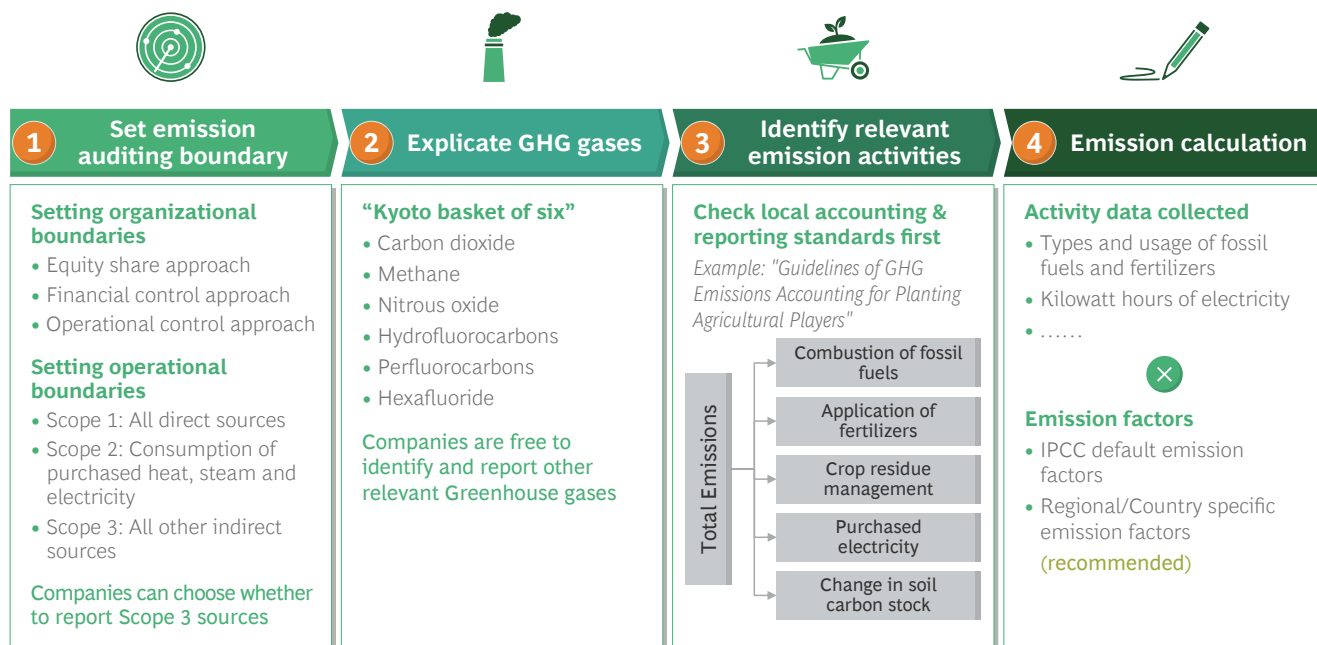 1
Set emission
auditing boundary
Setting organizational
boundaries
• Equity share approach
• Financial control approach
• Operational control approach
Setting operational
boundaries
• Scope 1: All direct sources
• Scope 2: Consumption of
purchased heat, steam and
electricity
• Scope 3: All other indirect
sources
Companies can choose whether
to report Scope 3 sources
2
Explicate GHG gases
“Kyoto basket of six”
• Carbon dioxide
• Methane
• Nitrous oxide
• Hydrofluorocarbons
• Perfluorocarbons
• Hexafluoride
Companies are free to
identify and report other
relevant Greenhouse gases
3
Identify relevant
emission activities
Check local accounting &
reporting standards first
Example: "Guidelines of GHG
Emissions Accounting for Planting
Agricultural Players"
Total Emissions
Combustion of fossil
fuels
Application of
fertilizers
Crop residue
management
Purchased
electricity
Change in soil
carbon stock
4
Emission calculation
Activity data collected
• Types and usage of fossil
fuels and fertilizers
• Kilowatt hours of electricity
• ......
×
Emission factors
• IPCC default emission
factors
• Regional/Country specific
emission factors
(recommended)